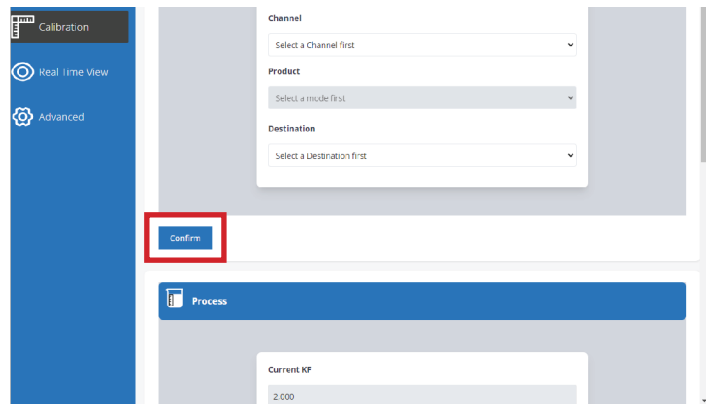 Calibration
Real Time View
Advanced
Channel
Select a Channel first
Product
Select a mode first
Destination
Select a Destination first
Confirm
Process
Current KF
2.000